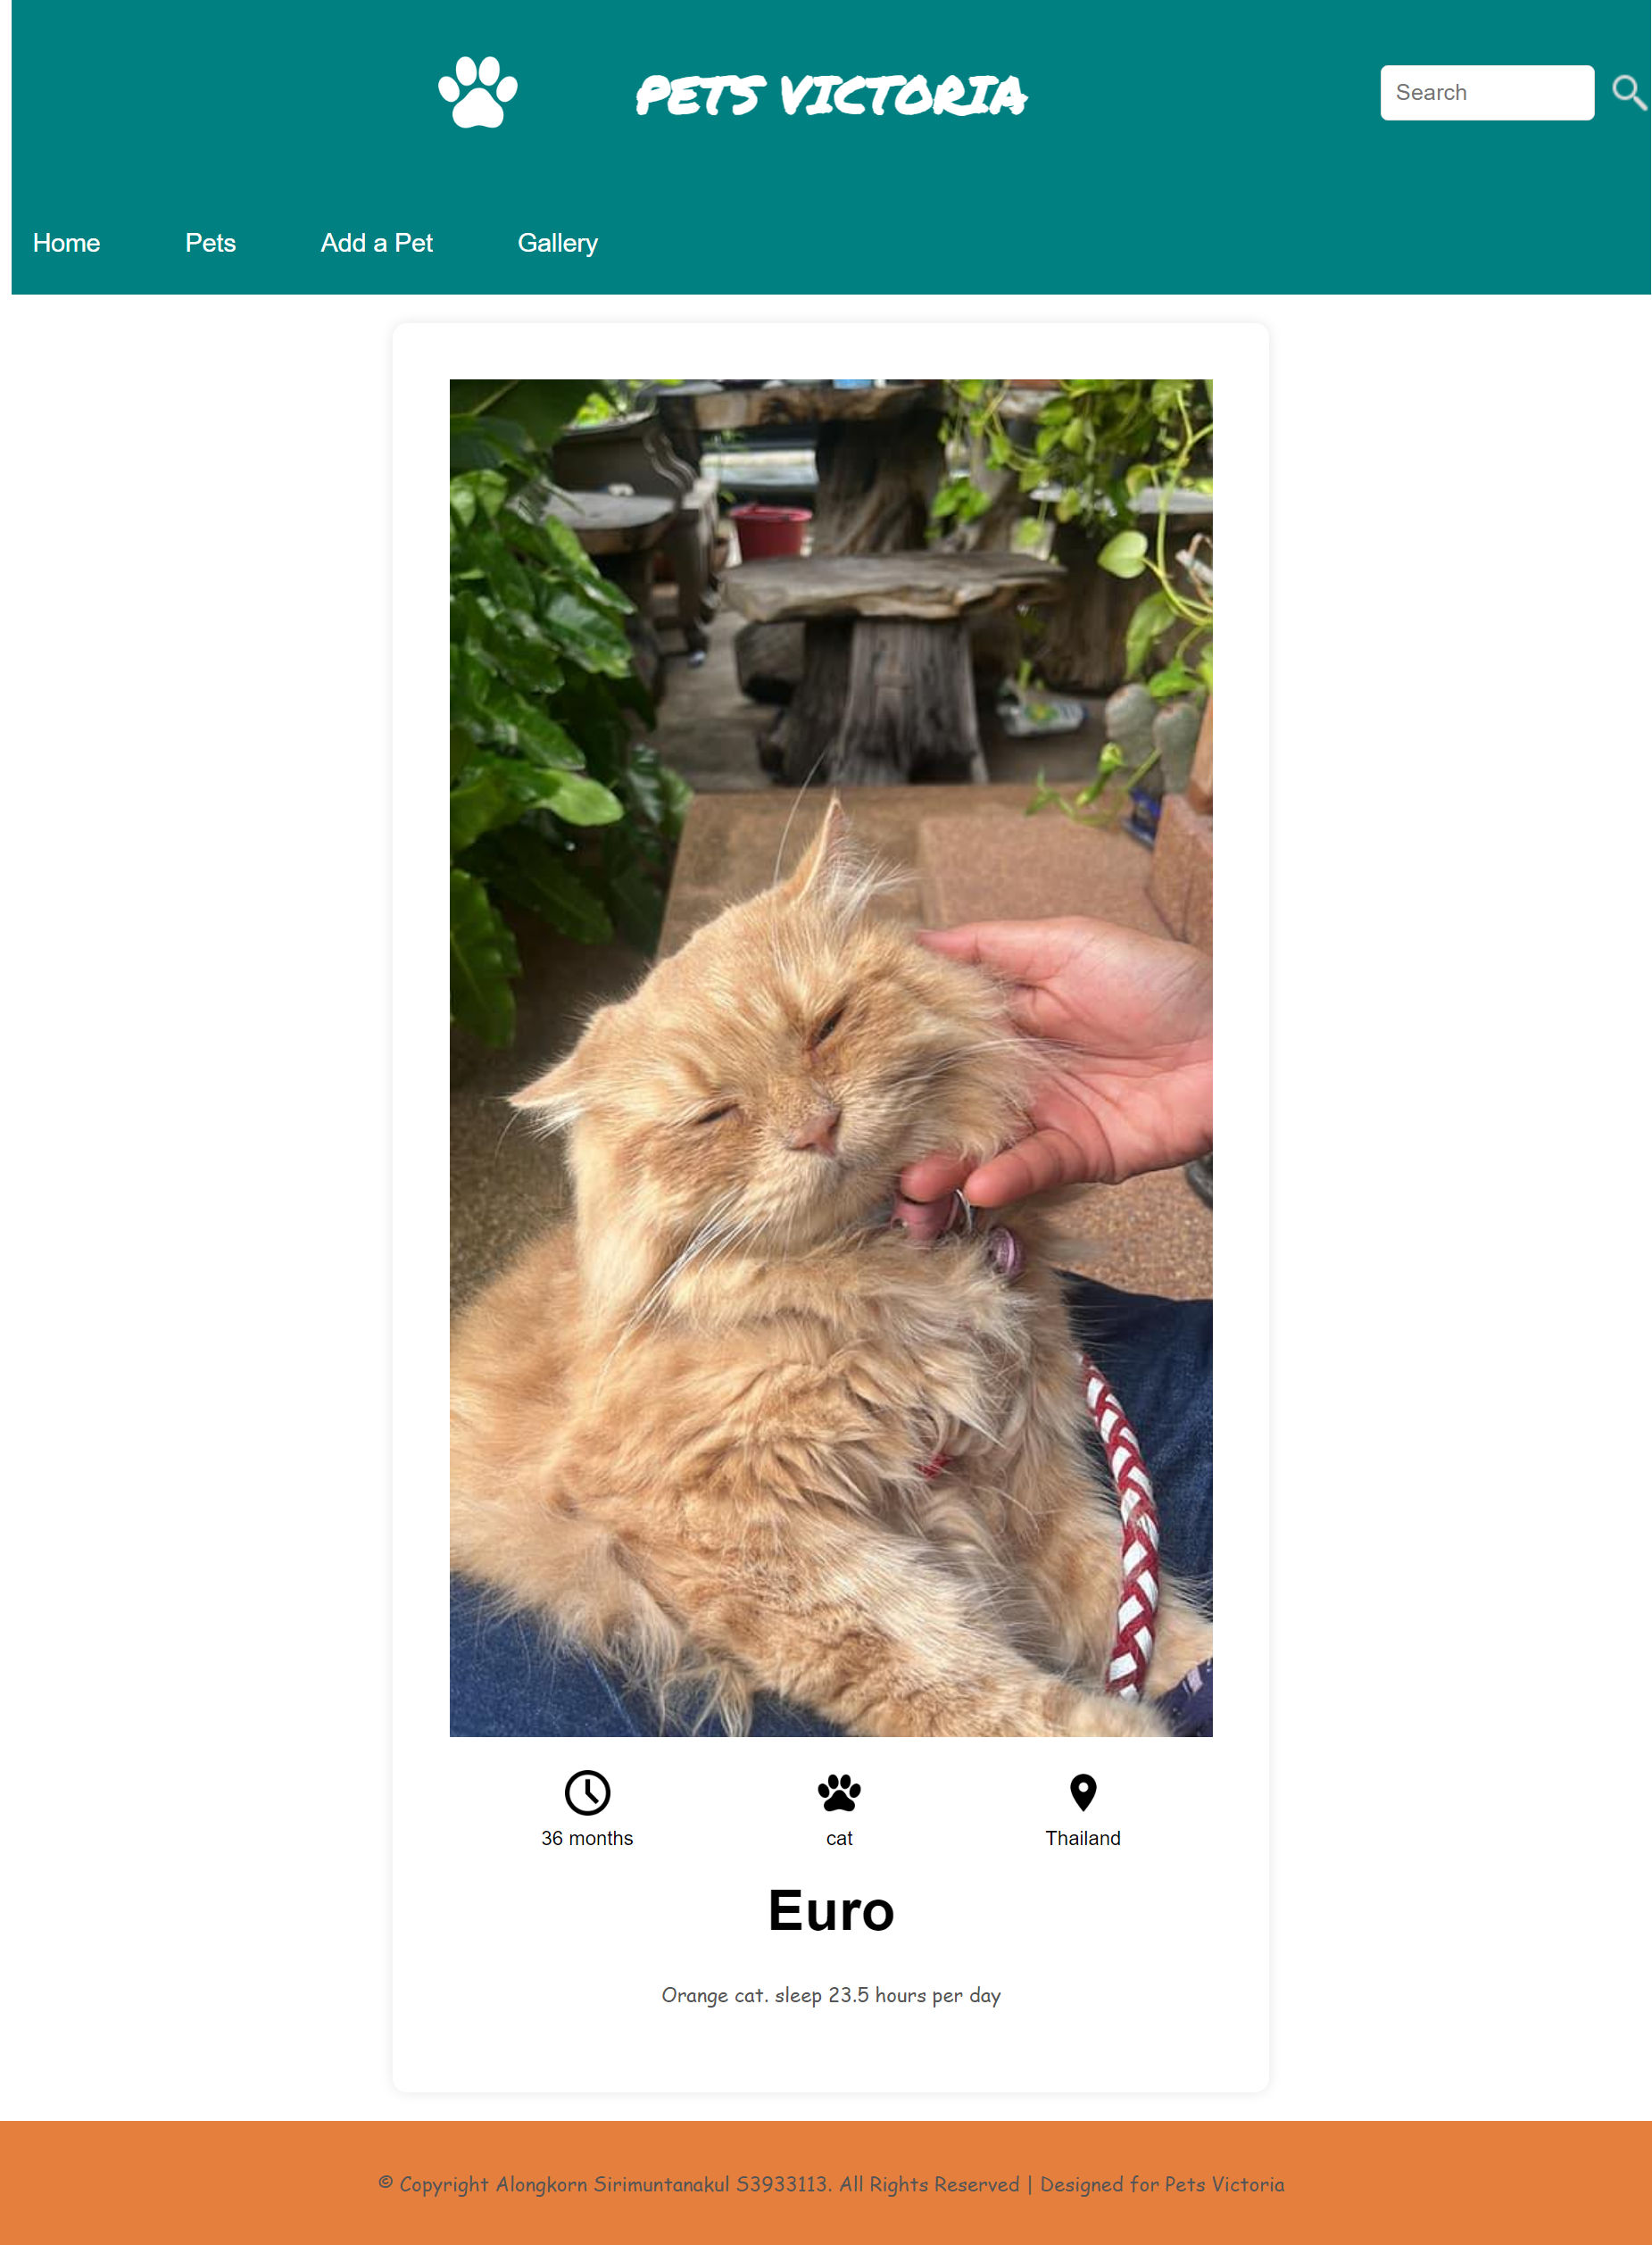 PETS VICTORIA
Search
Home Pets Add a Pet Gallery
36 months cat Thailand
Euro
Orange cat. sleep 23.5 hours per day
© Copyright Alongkorn Sirimuntanakul S3933113. All Rights Reserved | Designed for Pets Victoria